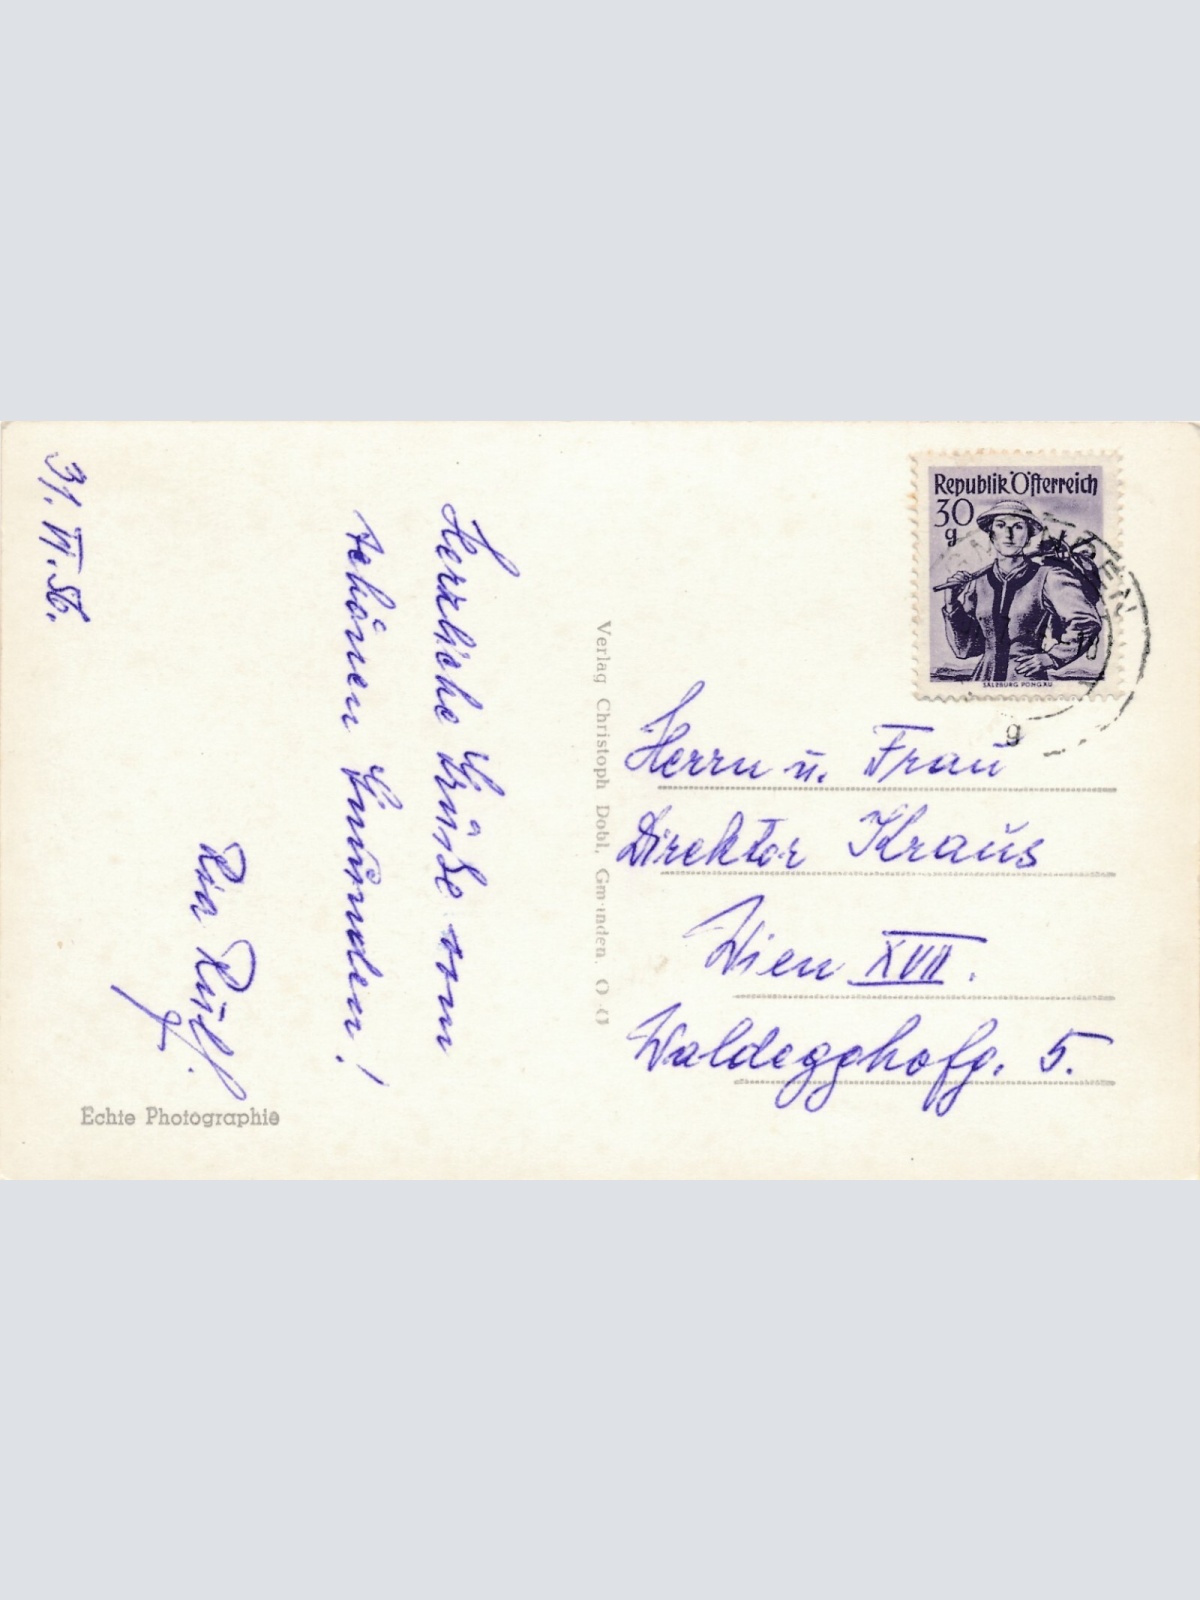 31. VI. 56.
Herzliche Grüße vom
schönen Gmunden!
Ria
Echte Photographie
Verlag Christoph Dobl, Gmunden, O.-Ö.
Republik Österreich
30
g
SALZBURG PONGAU
GMUNDEN
g
Herrn u. Frau
Direktor Kraus
Wien XVII.
Waldegghofg. 5.